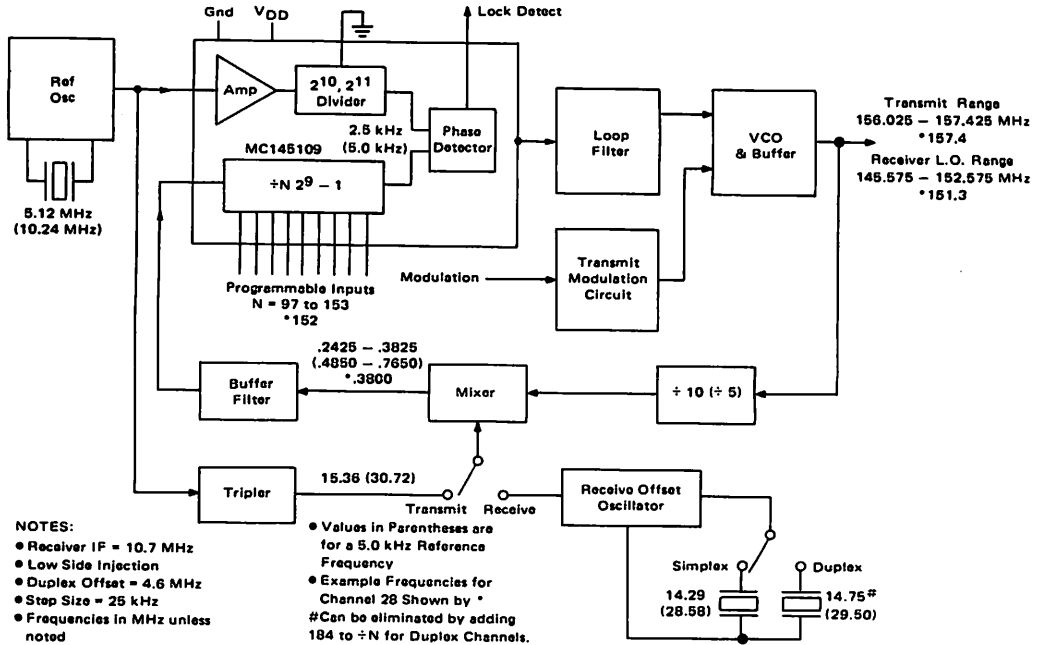 Gnd
VDD
Lock Detect
Ref
Osc
5.12 MHz
(10.24 MHz)
Amp
2^10, 2^11
Divider
2.5 kHz
(5.0 kHz)
Phase
Detector
MC145109
÷N 2^9 – 1
Programmable Inputs
N = 97 to 153
*152
Loop
Filter
VCO
& Buffer
Transmit Range
156.025 – 157.425 MHz
*157.4
Receiver L.O. Range
145.575 – 152.575 MHz
*151.3
Modulation
Transmit
Modulation
Circuit
.2425 – .3825
(.4850 – .7650)
*.3800
Buffer
Filter
Mixer
÷ 10 (÷ 5)
Tripler
15.36 (30.72)
Transmit
Receive
Receive Offset
Oscillator
Simplex
Duplex
14.29
(28.58)
14.75#
(29.50)
NOTES:
● Receiver IF = 10.7 MHz
● Low Side Injection
● Duplex Offset = 4.6 MHz
● Step Size = 25 kHz
● Frequencies in MHz unless
noted
● Values in Parentheses are
for a 5.0 kHz Reference
Frequency
● Example Frequencies for
Channel 28 Shown by *
#Can be eliminated by adding
184 to ÷N for Duplex Channels.